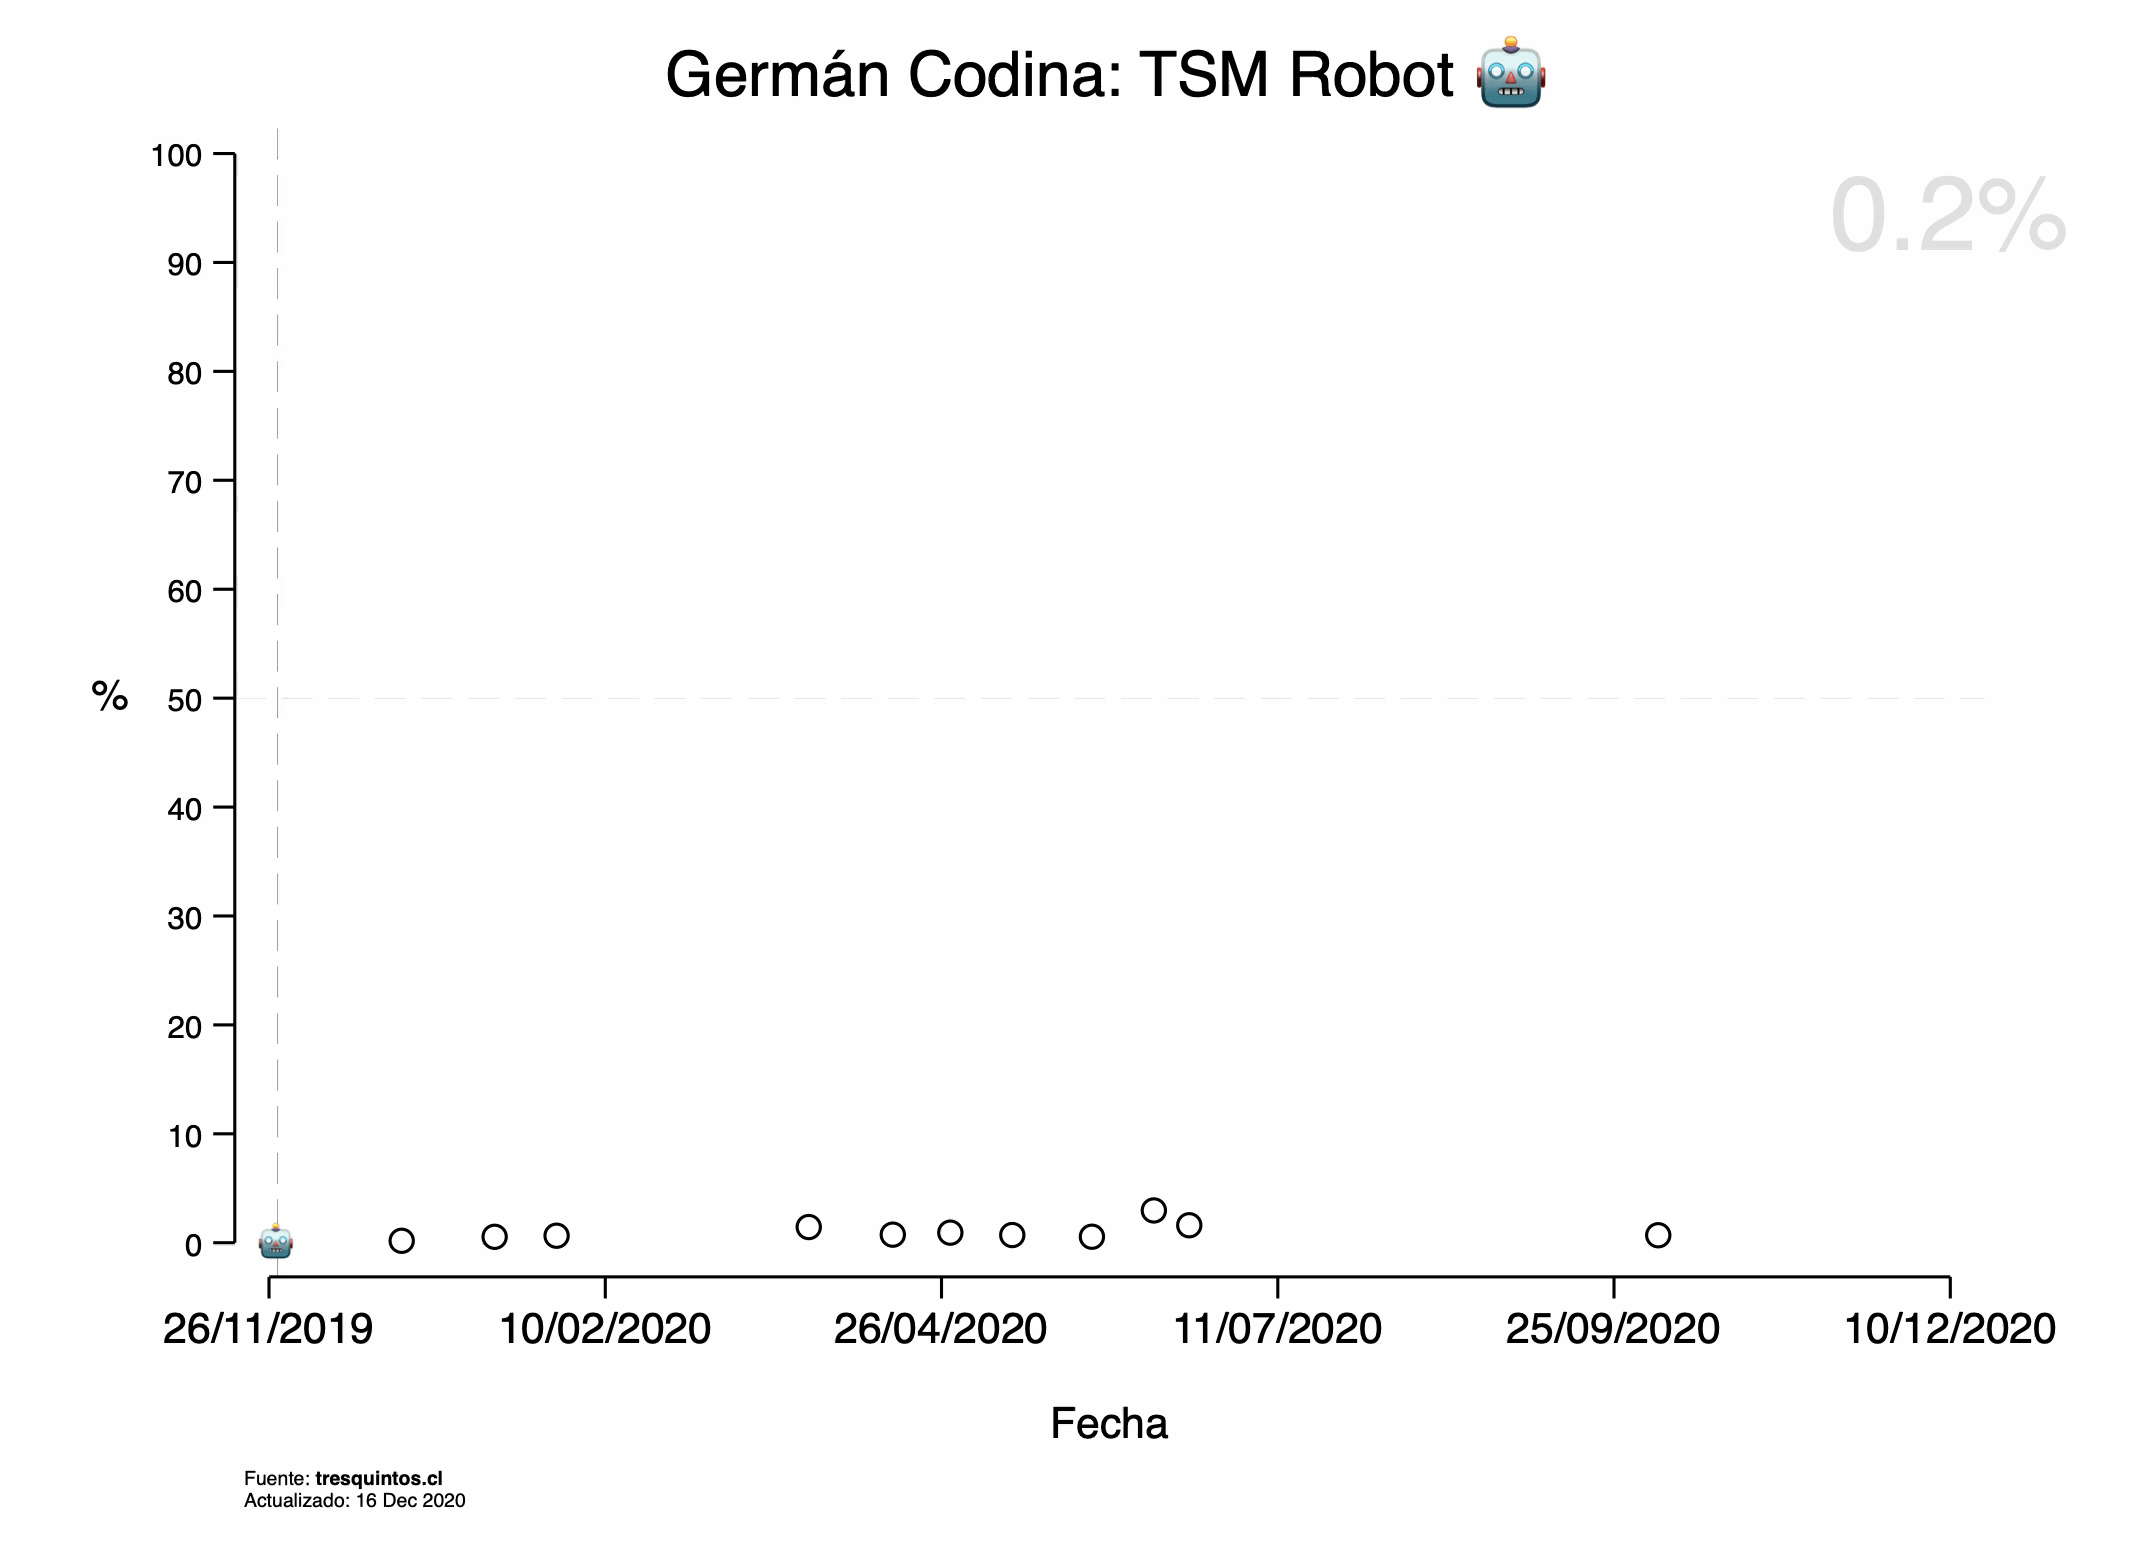 Germán Codina: TSM Robot 🤖
0.2%
100
90
80
70
60
% 50
40
30
20
10
0
26/11/2019 10/02/2020 26/04/2020 11/07/2020 25/09/2020 10/12/2020
Fecha
Fuente: tresquintos.cl
Actualizado: 16 Dec 2020